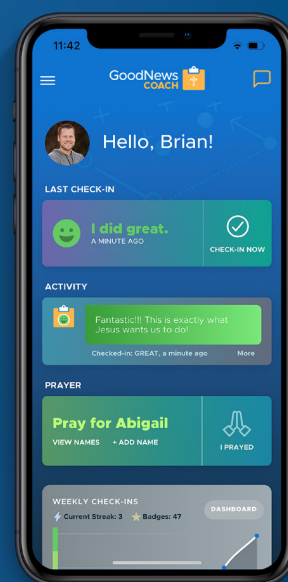 11:42
GoodNews
COACH
Hello, Brian!
LAST CHECK-IN
I did great.
A MINUTE AGO
CHECK-IN NOW
ACTIVITY
Fantastic!!! This is exactly what
Jesus wants us to do!
Checked-in: GREAT, a minute ago More
PRAYER
Pray for Abigail
VIEW NAMES + ADD NAME
I PRAYED
WEEKLY CHECK-INS
Current Streak: 3 Badges: 47
DASHBOARD